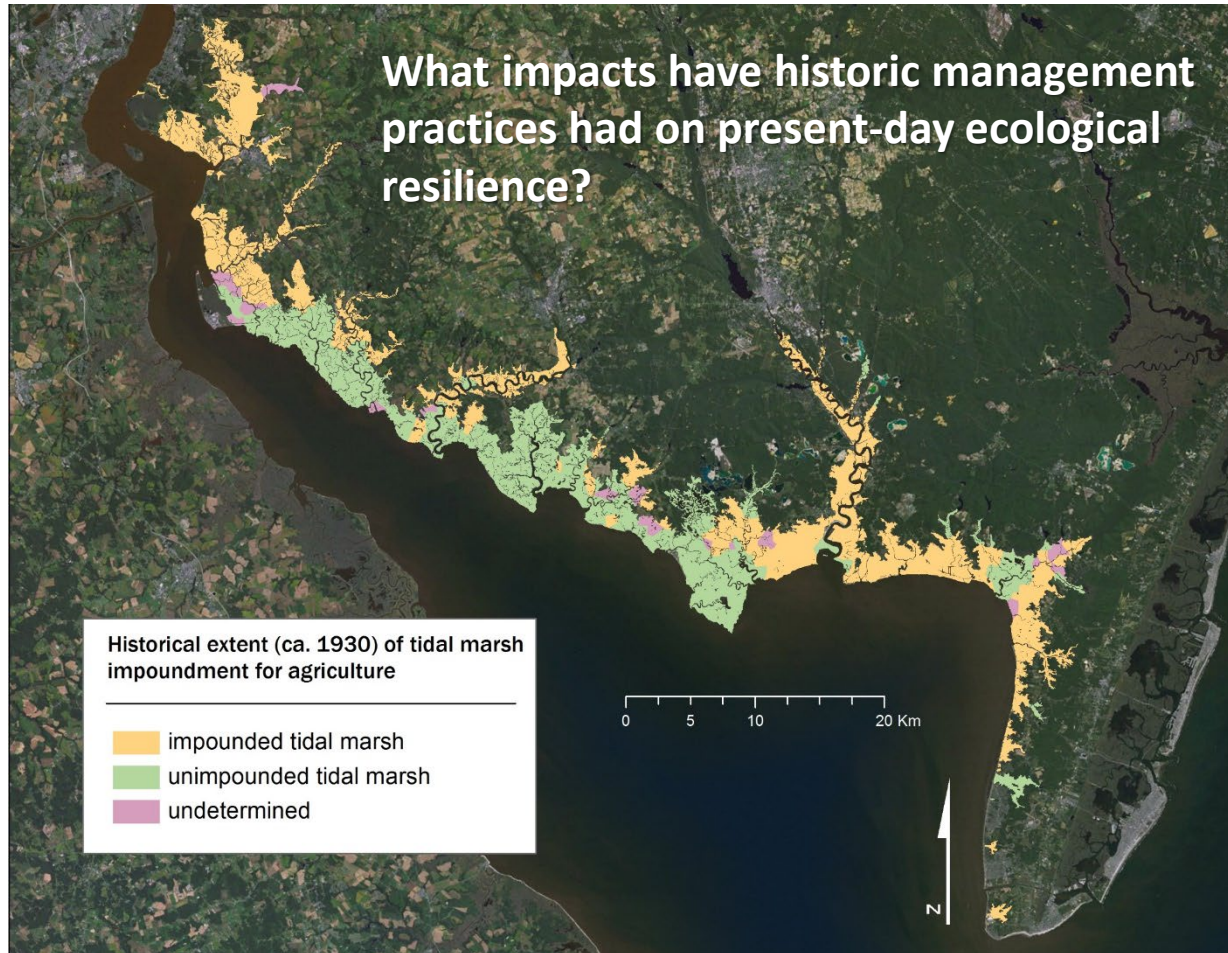 What impacts have historic management
practices had on present-day ecological
resilience?
Historical extent (ca. 1930) of tidal marsh
impoundment for agriculture
impounded tidal marsh
unimpounded tidal marsh
undetermined
0 5 10 20 Km
N